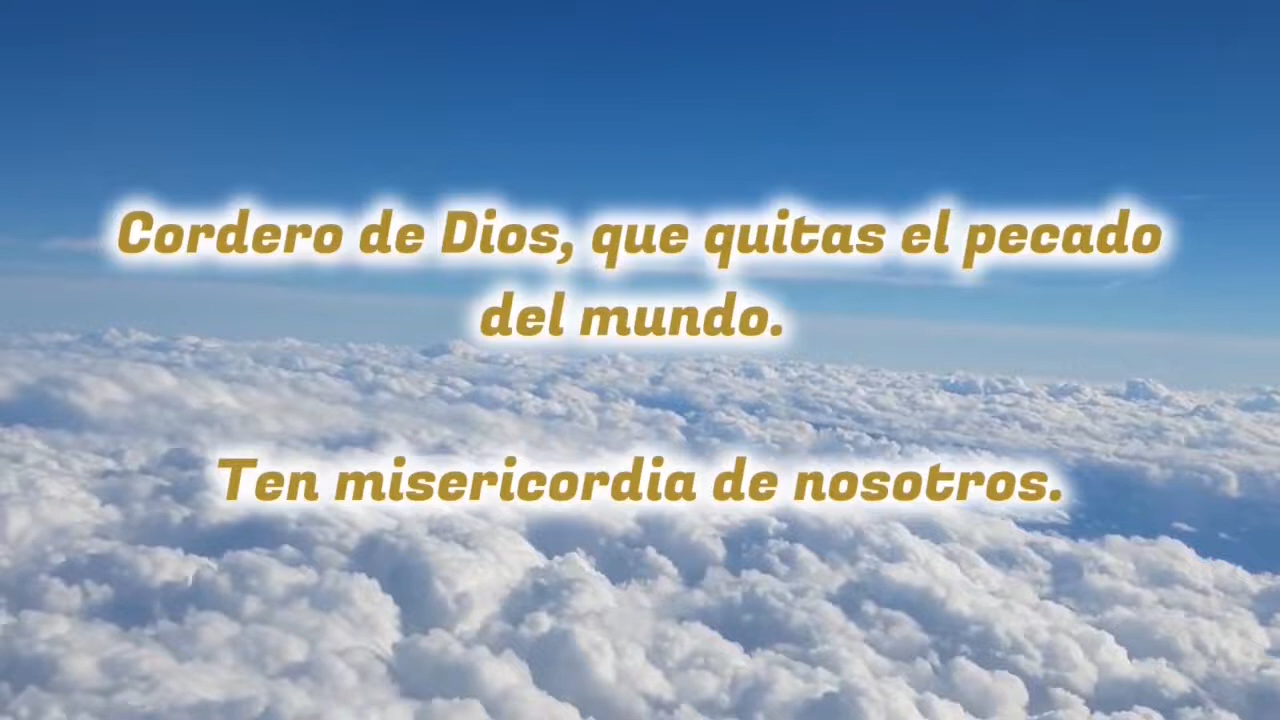 Cordero de Dios, que quitas el pecado
del mundo.
Ten misericordia de nosotros.